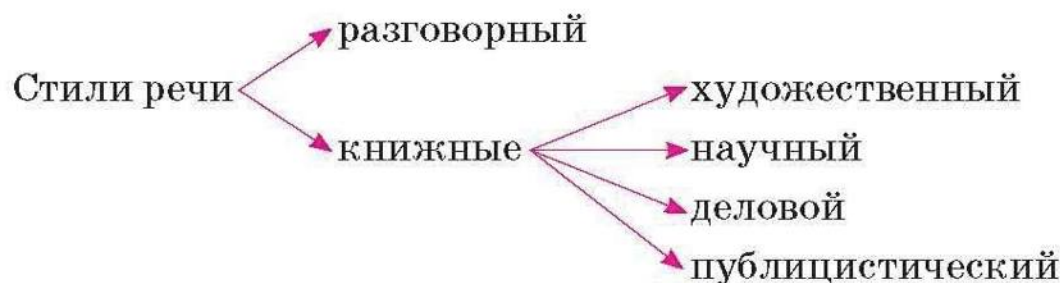 разговорный
Стили речи
художественный
книжные
научный
деловой
публицистический